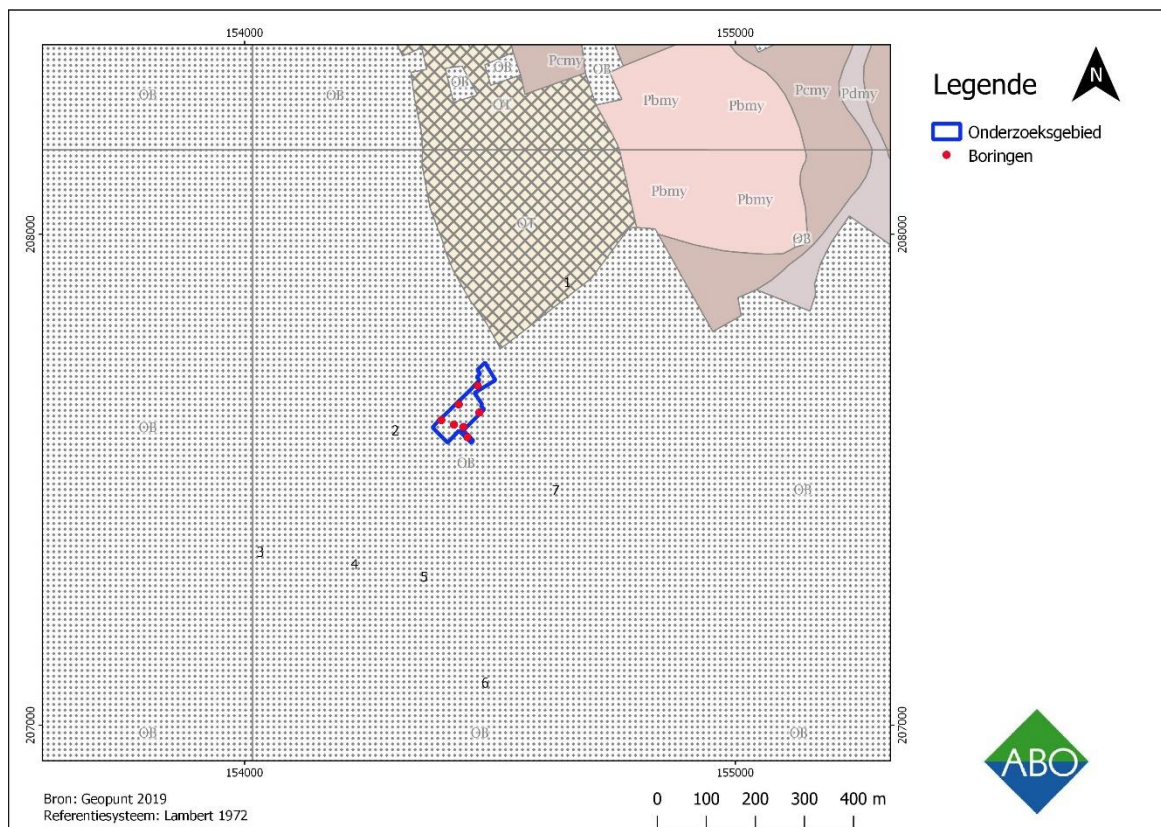 154000
155000
OB
OB
OB
OB
OB
Pcmy
OT
Pbmy
Pbmy
Pcmy
Pdmy
Pbmy
Pbmy
208000
208000
OT
OB
1
OB
2
OB
7
OB
3
4
5
6
207000
207000
OB
OB
OB
154000
155000
Legende
N
Onderzoeksgebied
Boringen
ABO
Bron: Geopunt 2019
Referentiesysteem: Lambert 1972
0 100 200 300 400 m